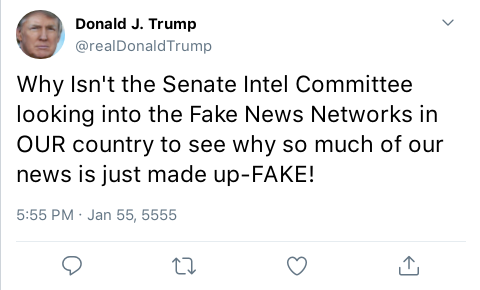 Donald J. Trump
@realDonaldTrump
Why Isn't the Senate Intel Committee
looking into the Fake News Networks in
OUR country to see why so much of our
news is just made up-FAKE!
5:55 PM · Jan 55, 5555